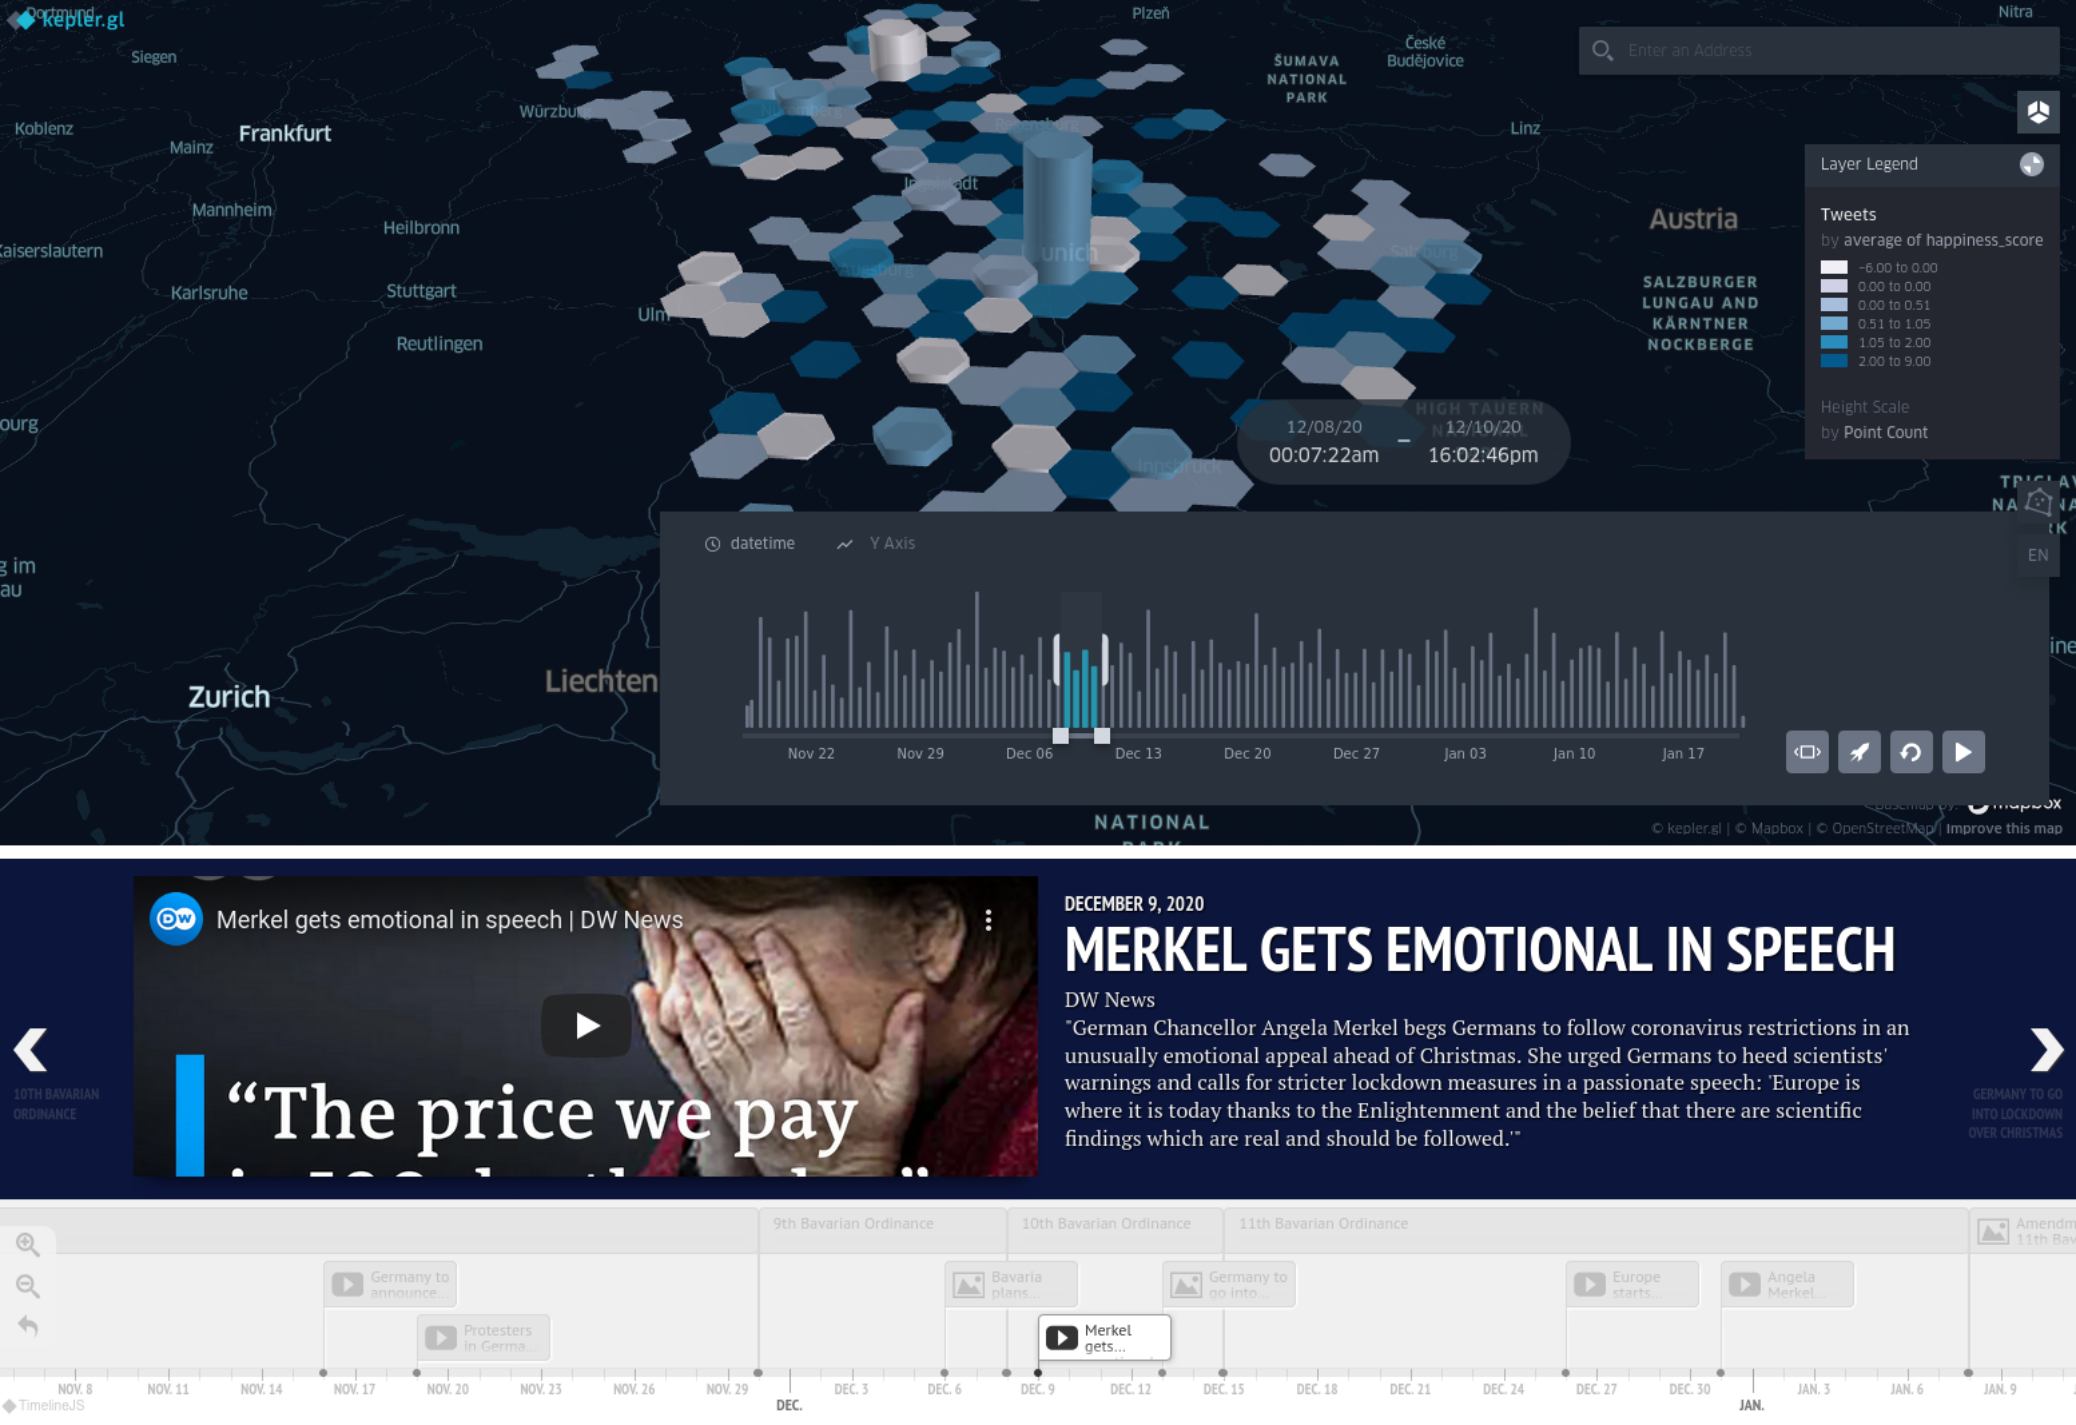 Dortmund
kepler.gl
Siegen
Koblenz
Mainz
Frankfurt
Würzburg
Nuremberg
Regensburg
Plzeň
ŠUMAVA
NATIONAL
PARK
České
Budějovice
Nitra
Linz
Mannheim
Heilbronn
Kaiserslautern
Karlsruhe
Stuttgart
Reutlingen
Ulm
Augsburg
Ingolstadt
Munich
Salzburg
Innsbruck
Austria
SALZBURGER
LUNGAU AND
KÄRNTNER
NOCKBERGE
HIGH TAUERN
NATIONAL
ourg
g im
au
Zurich
Liechten
NATIONAL
PARK
Enter an Address
Layer Legend
Tweets
by average of happiness_score
-6.00 to 0.00
0.00 to 0.00
0.00 to 0.51
0.51 to 1.05
1.05 to 2.00
2.00 to 9.00
Height Scale
by Point Count
EN
12/08/20
00:07:22am
–
12/10/20
16:02:46pm
datetime
Y Axis
Nov 22
Nov 29
Dec 06
Dec 13
Dec 20
Dec 27
Jan 03
Jan 10
Jan 17
Basemap by:
mapbox
© kepler.gl | © Mapbox | © OpenStreetMap | Improve this map
DW
Merkel gets emotional in speech | DW News
“The price we pay
DECEMBER 9, 2020
MERKEL GETS EMOTIONAL IN SPEECH
DW News
"German Chancellor Angela Merkel begs Germans to follow coronavirus restrictions in an
unusually emotional appeal ahead of Christmas. She urged Germans to heed scientists'
warnings and calls for stricter lockdown measures in a passionate speech: 'Europe is
where it is today thanks to the Enlightenment and the belief that there are scientific
findings which are real and should be followed.'"
10TH BAVARIAN
ORDINANCE
GERMANY TO GO
INTO LOCKDOWN
OVER CHRISTMAS
9th Bavarian Ordinance
10th Bavarian Ordinance
11th Bavarian Ordinance
Amendm
11th Bav
Germany to
announce...
Protesters
in Germa...
Bavaria
plans...
Merkel
gets...
Germany to
go into...
Europe
starts...
Angela
Merkel...
NOV. 8
NOV. 11
NOV. 14
NOV. 17
NOV. 20
NOV. 23
NOV. 26
NOV. 29
DEC.
DEC. 3
DEC. 6
DEC. 9
DEC. 12
DEC. 15
DEC. 18
DEC. 21
DEC. 24
DEC. 27
DEC. 30
JAN.
JAN. 3
JAN. 6
JAN. 9
TimelineJS